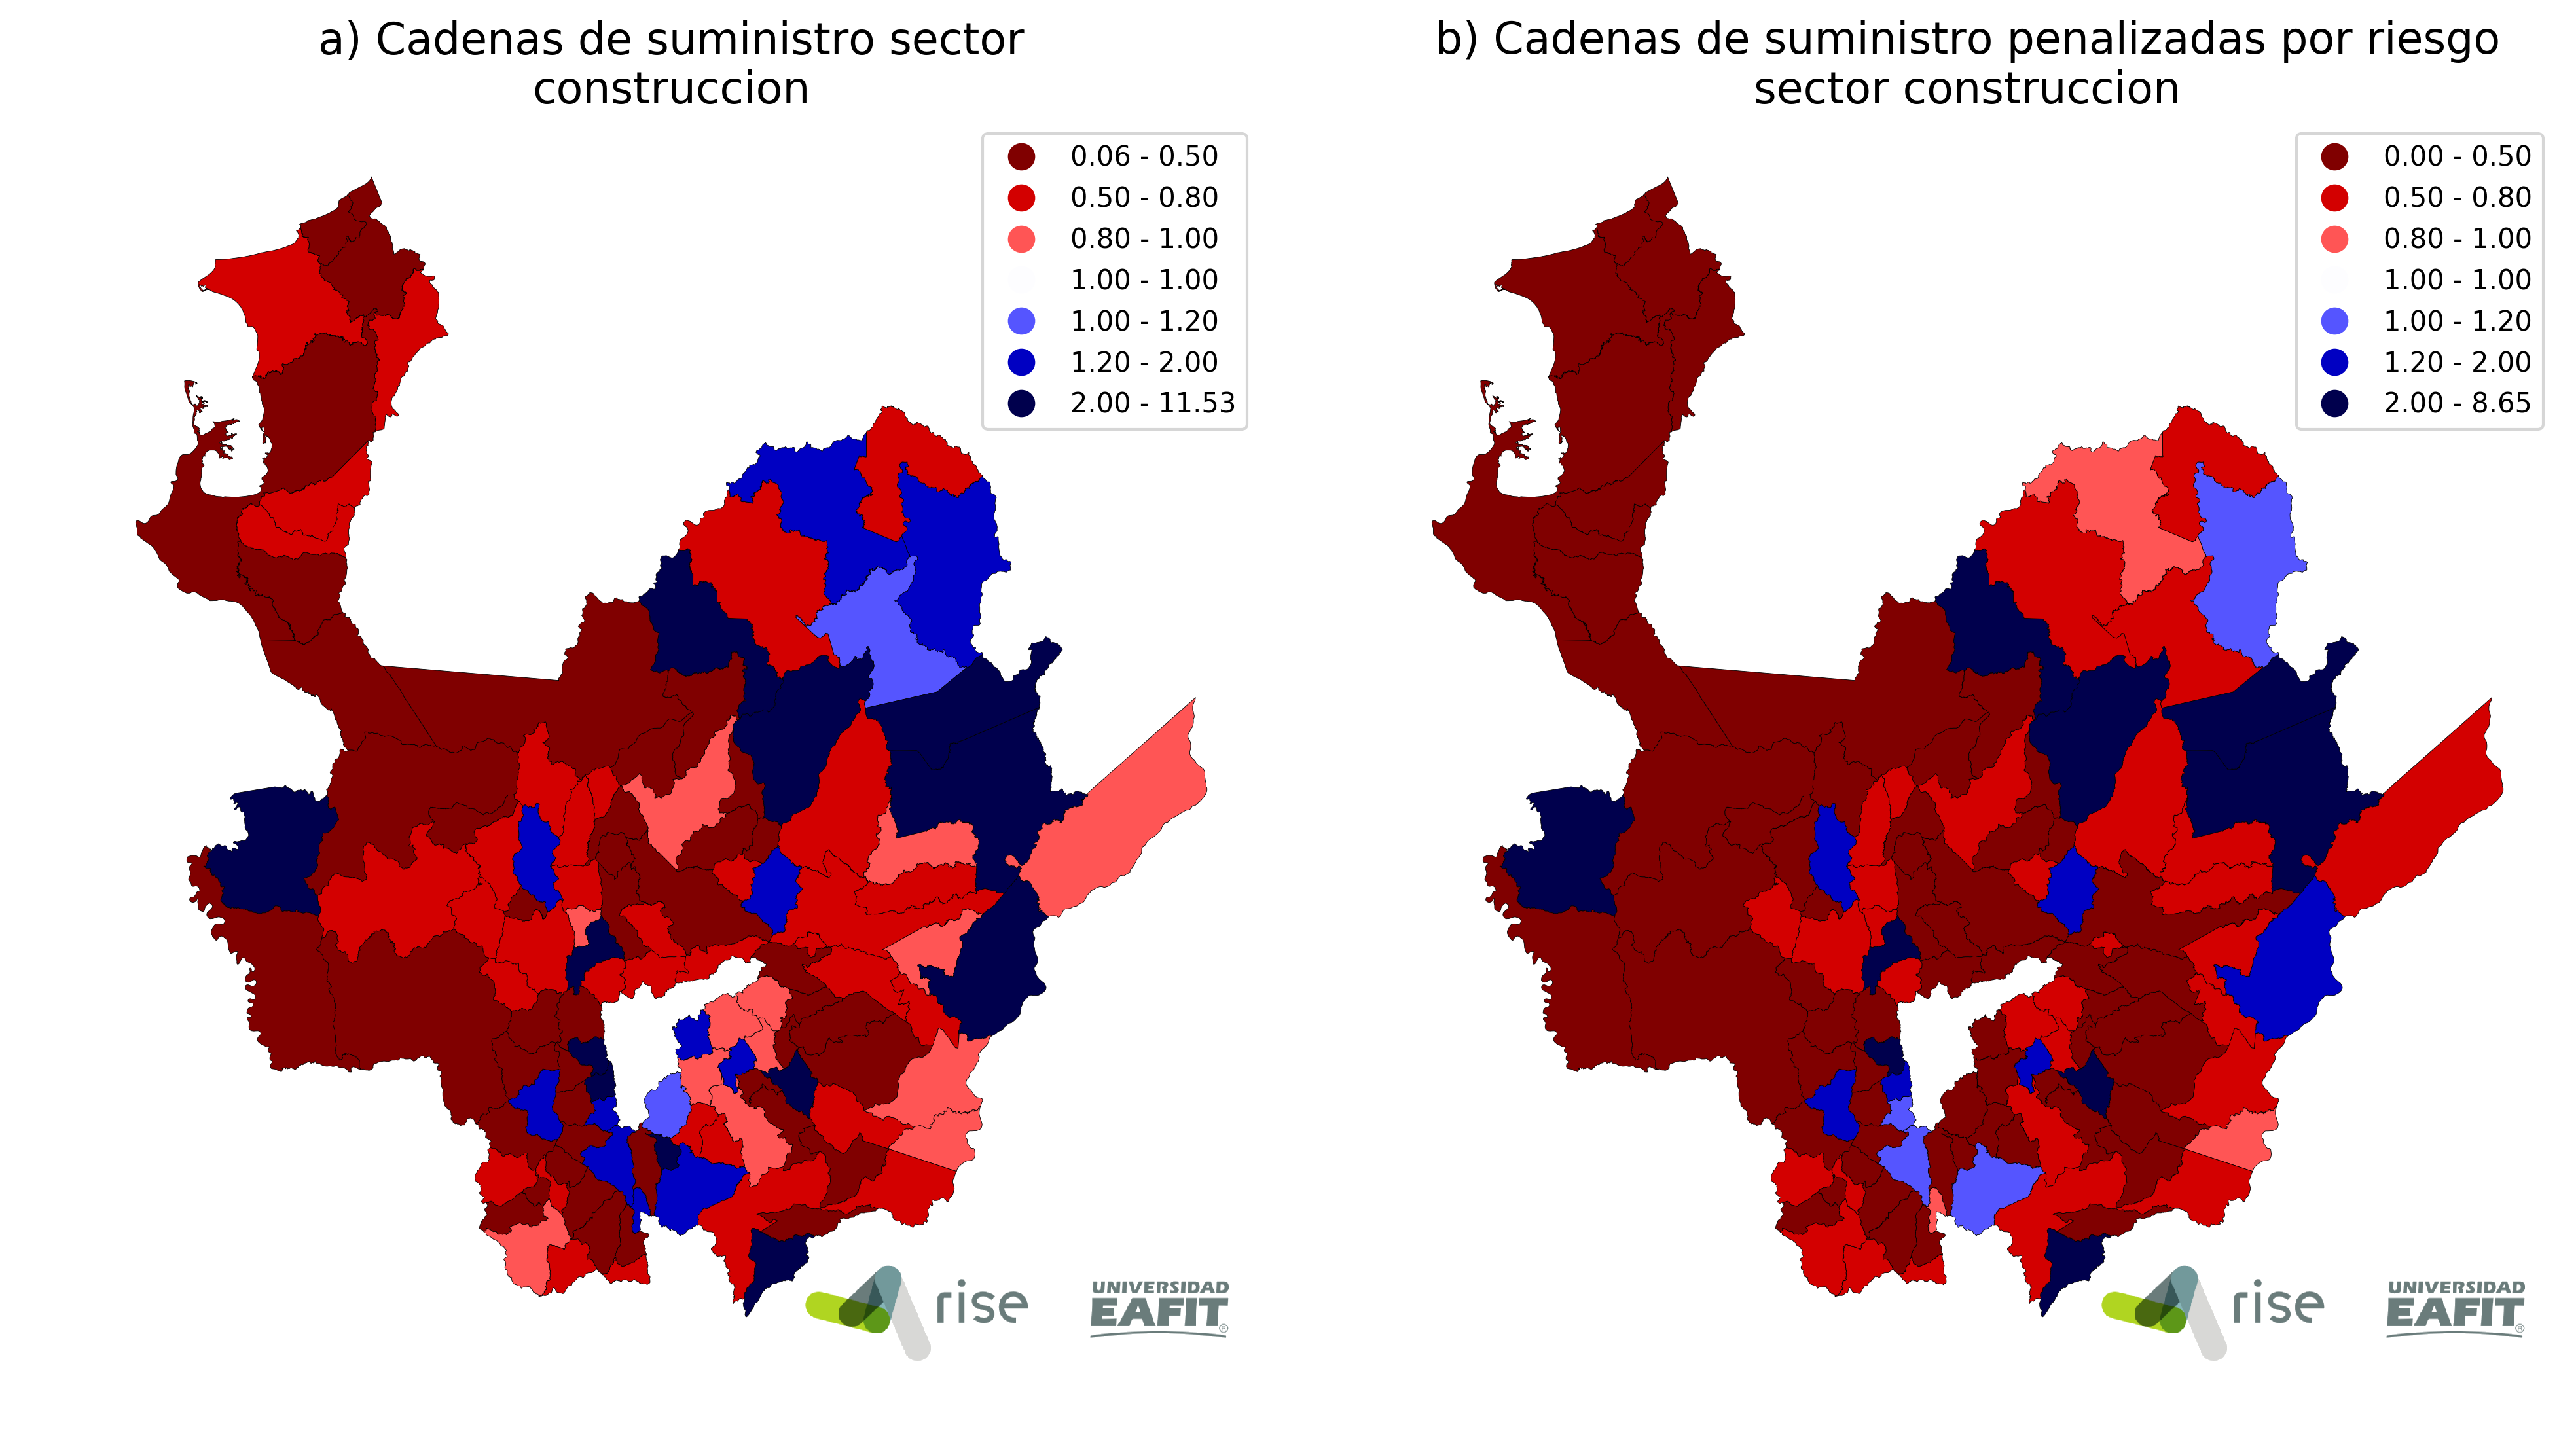 a) Cadenas de suministro sector
construccion
0.06 - 0.50
0.50 - 0.80
0.80 - 1.00
1.00 - 1.00
1.00 - 1.20
1.20 - 2.00
2.00 - 11.53
rise
UNIVERSIDAD
EAFIT
b) Cadenas de suministro penalizadas por riesgo
sector construccion
0.00 - 0.50
0.50 - 0.80
0.80 - 1.00
1.00 - 1.00
1.00 - 1.20
1.20 - 2.00
2.00 - 8.65
rise
UNIVERSIDAD
EAFIT